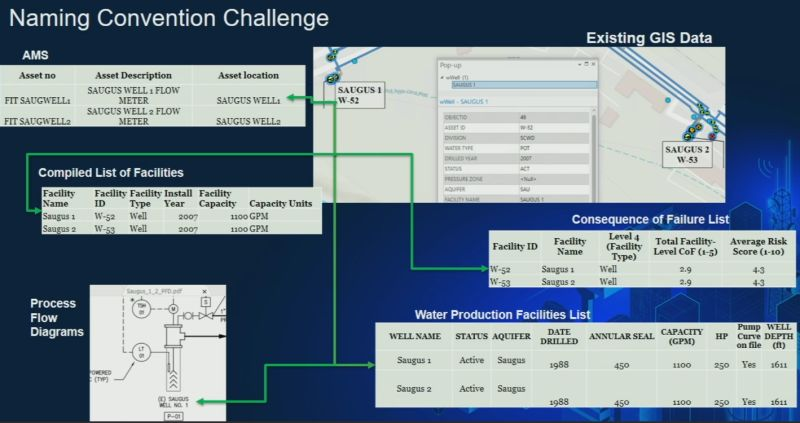 Naming Convention Challenge
AMS
Asset no Asset Description Asset location
FIT SAUGWELL1 SAUGUS WELL 1 FLOW METER SAUGUS WELL1
FIT SAUGWELL2 SAUGUS WELL 2 FLOW METER SAUGUS WELL2
Existing GIS Data
SAUGUS 1
W-52
Pop-up
wWell (1)
SAUGUS 1
wWell - SAUGUS 1
OBJECTID 49
ASSET ID W-52
DIVISION SCWD
WATER TYPE POT
DRILLED YEAR 2007
STATUS ACT
PRESSURE ZONE <Null>
AQUIFER SAU
FACILITY NAME SAUGUS 1
SAUGUS 2
W-53
Compiled List of Facilities
Facility Name Facility ID Facility Type Install Year Facility Capacity Capacity Units
Saugus 1 W-52 Well 2007 1100 GPM
Saugus 2 W-53 Well 2007 1100 GPM
Consequence of Failure List
Facility ID Facility Name Level 4 (Facility Type) Total Facility-Level CoF (1-5) Average Risk Score (1-10)
W-52 Saugus 1 Well 2.9 4.3
W-53 Saugus 2 Well 2.9 4.3
Process
Flow
Diagrams
Saugus_1_2_PFD.pdf
TSH
01
M
S
LT
01
POWERED
C (TYP)
(E) SAUGUS
WELL NO. 1
P-01
Water Production Facilities List
WELL NAME STATUS AQUIFER DATE DRILLED ANNULAR SEAL CAPACITY (GPM) HP Pump Curve on file WELL DEPTH (ft)
Saugus 1 Active Saugus 1988 450 1100 250 Yes 1611
Saugus 2 Active Saugus 1988 450 1100 250 Yes 1611